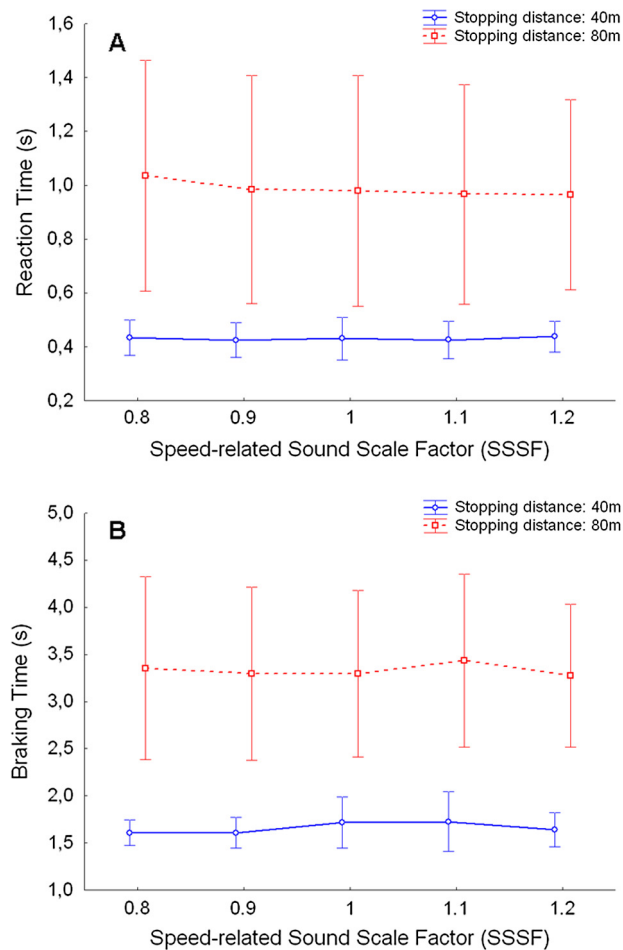 A
Stopping distance: 40m
Stopping distance: 80m
Reaction Time (s)
1,6
1,4
1,2
1,0
0,8
0,6
0,4
0,2
0.8 0.9 1 1.1 1.2
Speed-related Sound Scale Factor (SSSF)
B
Stopping distance: 40m
Stopping distance: 80m
Braking Time (s)
5,0
4,5
4,0
3,5
3,0
2,5
2,0
1,5
1,0
0.8 0.9 1 1.1 1.2
Speed-related Sound Scale Factor (SSSF)